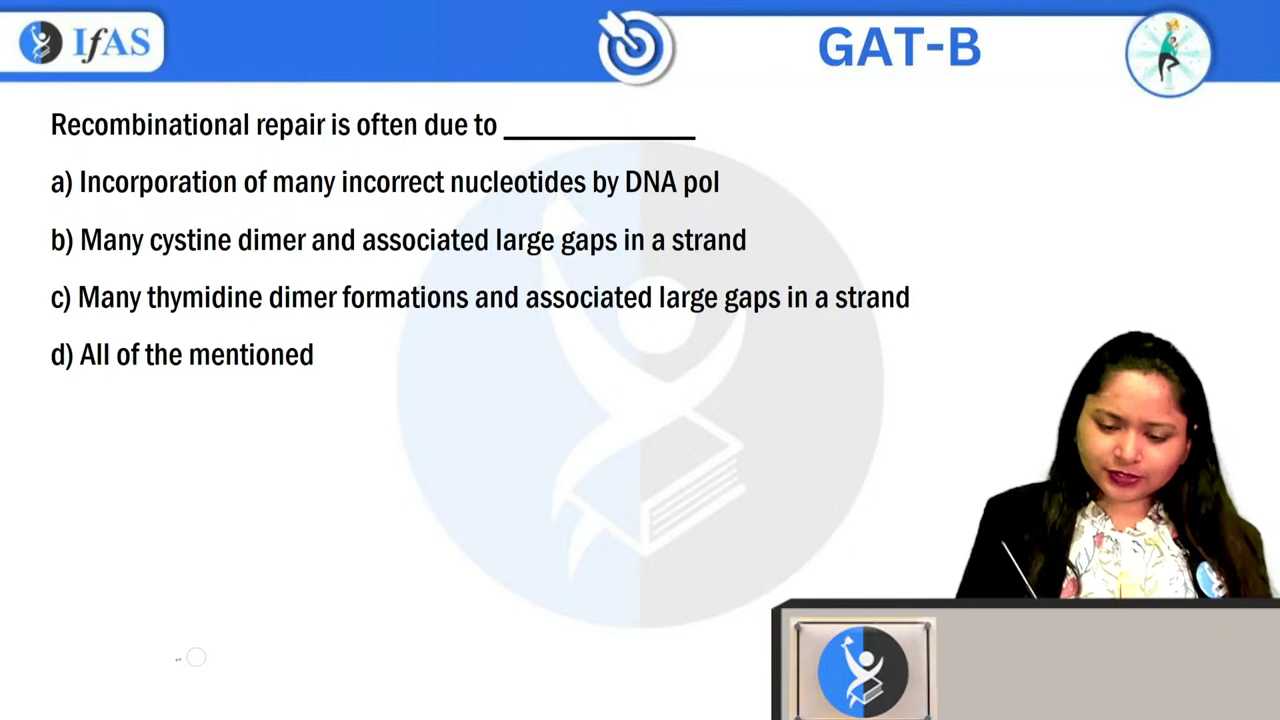 IfAS
GAT-B
Recombinational repair is often due to ______________
a) Incorporation of many incorrect nucleotides by DNA pol
b) Many cystine dimer and associated large gaps in a strand
c) Many thymidine dimer formations and associated large gaps in a strand
d) All of the mentioned